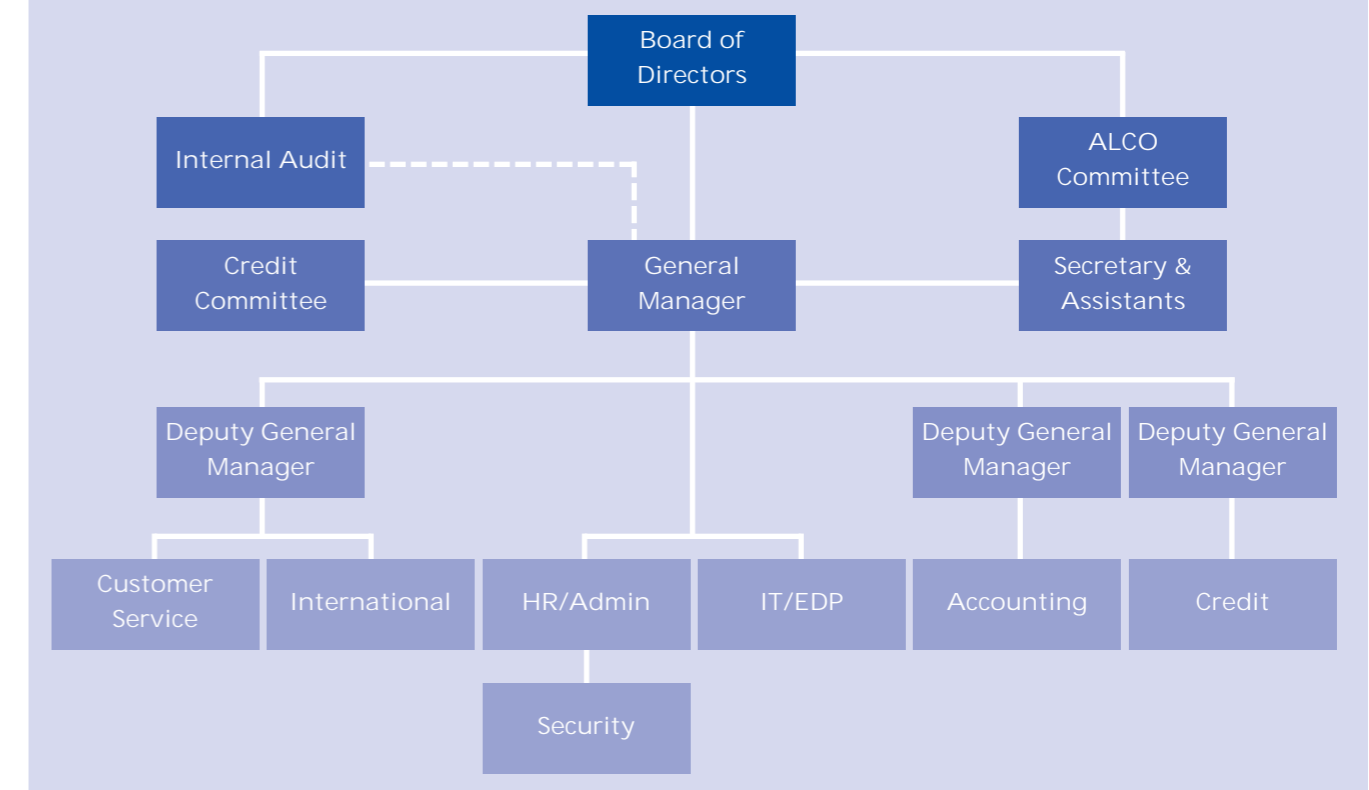 Board of
Directors
Internal Audit
ALCO
Committee
Credit
Committee
General
Manager
Secretary &
Assistants
Deputy General
Manager
Deputy General
Manager
Deputy General
Manager
Customer
Service
International
HR/Admin
IT/EDP
Accounting
Credit
Security